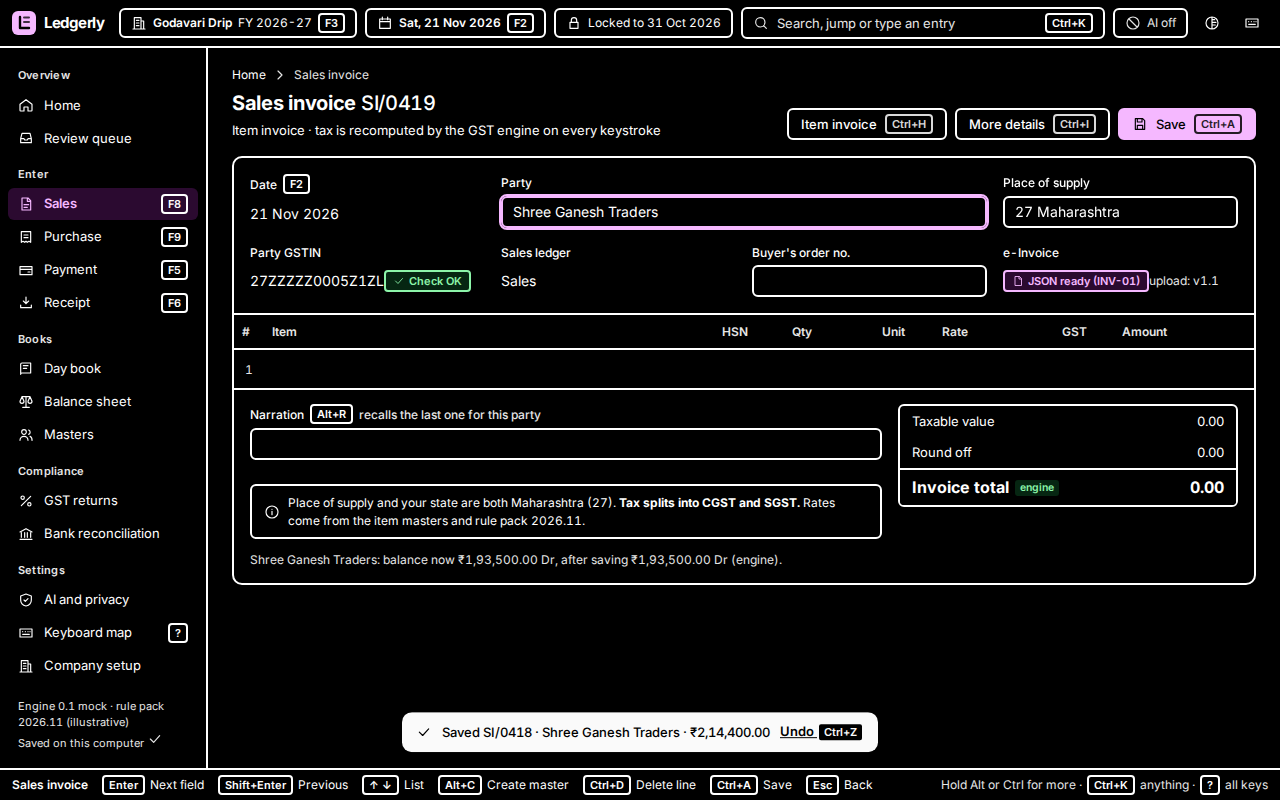 Ledgerly
Godavari Drip FY 2026-27 F3
Sat, 21 Nov 2026 F2
Locked to 31 Oct 2026
Search, jump or type an entry Ctrl+K
AI off
Overview
Home
Review queue
Enter
Sales F8
Purchase F9
Payment F5
Receipt F6
Books
Day book
Balance sheet
Masters
Compliance
GST returns
Bank reconciliation
Settings
AI and privacy
Keyboard map ?
Company setup
Engine 0.1 mock · rule pack
2026.11 (illustrative)
Saved on this computer
Home > Sales invoice
Sales invoice SI/0419
Item invoice · tax is recomputed by the GST engine on every keystroke
Item invoice Ctrl+H
More details Ctrl+I
Save Ctrl+A
Date F2
21 Nov 2026
Party
Shree Ganesh Traders
Place of supply
27 Maharashtra
Party GSTIN
27ZZZZZ0005Z1ZL Check OK
Sales ledger
Sales
Buyer's order no.
e-Invoice
JSON ready (INV-01) upload: v1.1
# Item HSN Qty Unit Rate GST Amount
1
Narration Alt+R recalls the last one for this party
Place of supply and your state are both Maharashtra (27). Tax splits into CGST and SGST. Rates
come from the item masters and rule pack 2026.11.
Shree Ganesh Traders: balance now ₹1,93,500.00 Dr, after saving ₹1,93,500.00 Dr (engine).
Taxable value 0.00
Round off 0.00
Invoice total engine 0.00
Saved SI/0418 · Shree Ganesh Traders · ₹2,14,400.00 Undo Ctrl+Z
Sales invoice Enter Next field Shift+Enter Previous ↑ ↓ List Alt+C Create master Ctrl+D Delete line Ctrl+A Save Esc Back Hold Alt or Ctrl for more · Ctrl+K anything · ? all keys